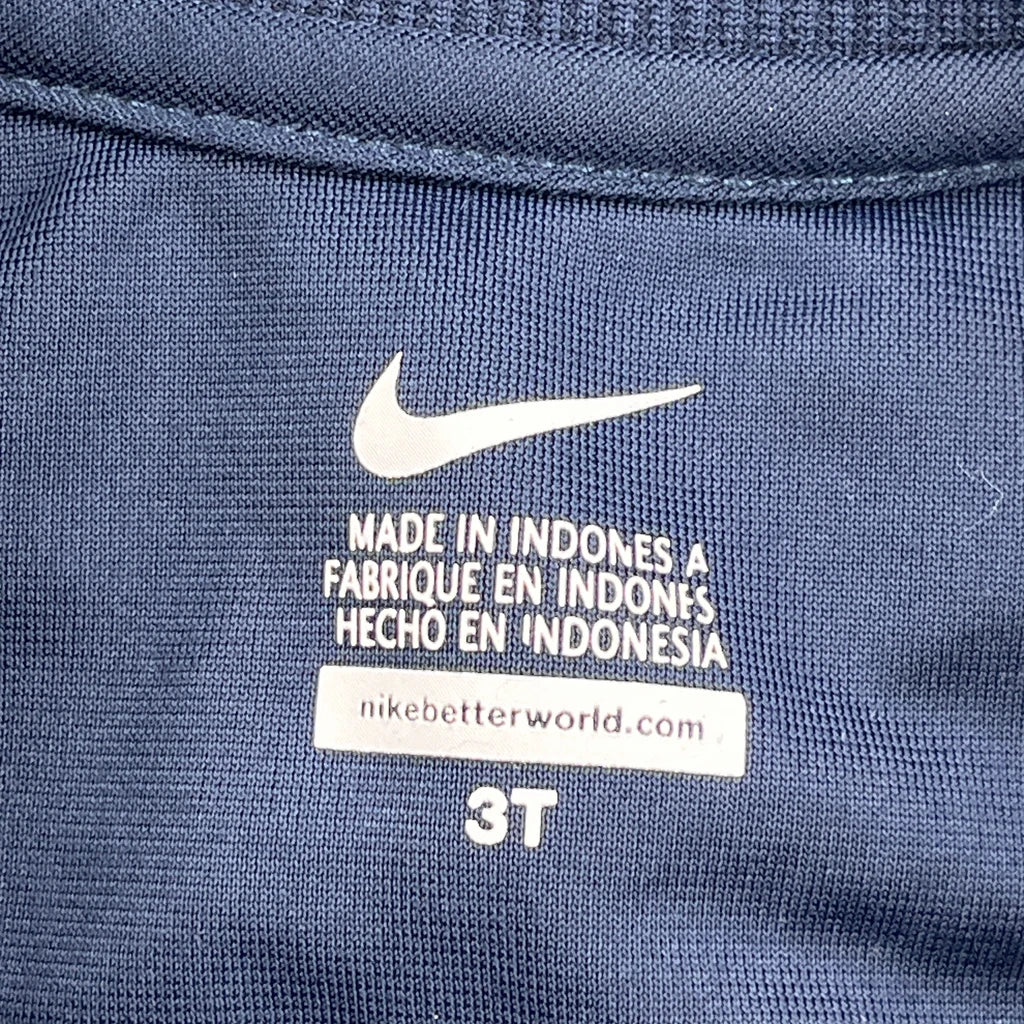 MADE IN INDONES A
FABRIQUE EN INDONES
HECHO EN INDONESIA
nikebetterworld.com
3T